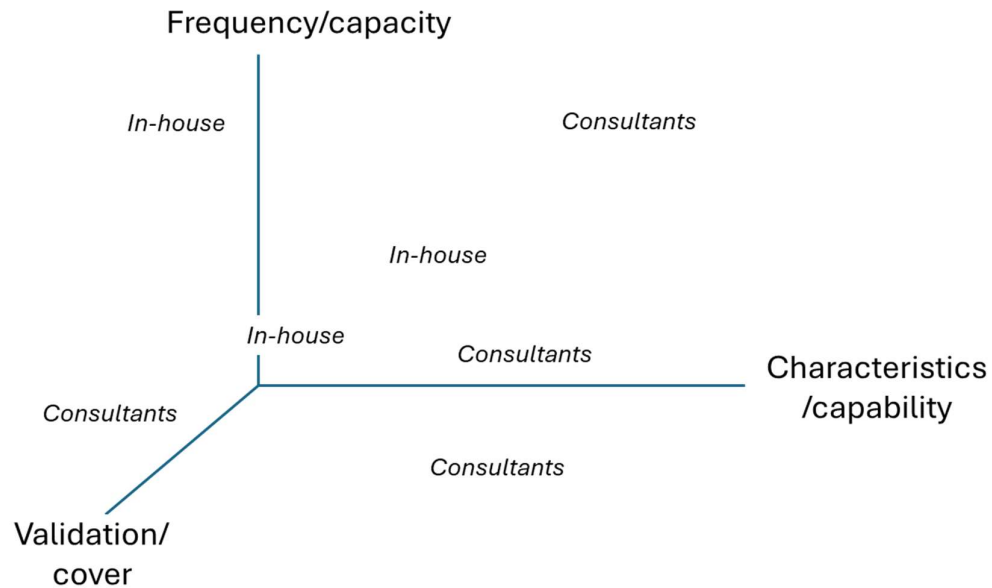 Frequency/capacity
In-house
Consultants
In-house
In-house
Consultants
Characteristics
/capability
Consultants
Consultants
Validation/
cover